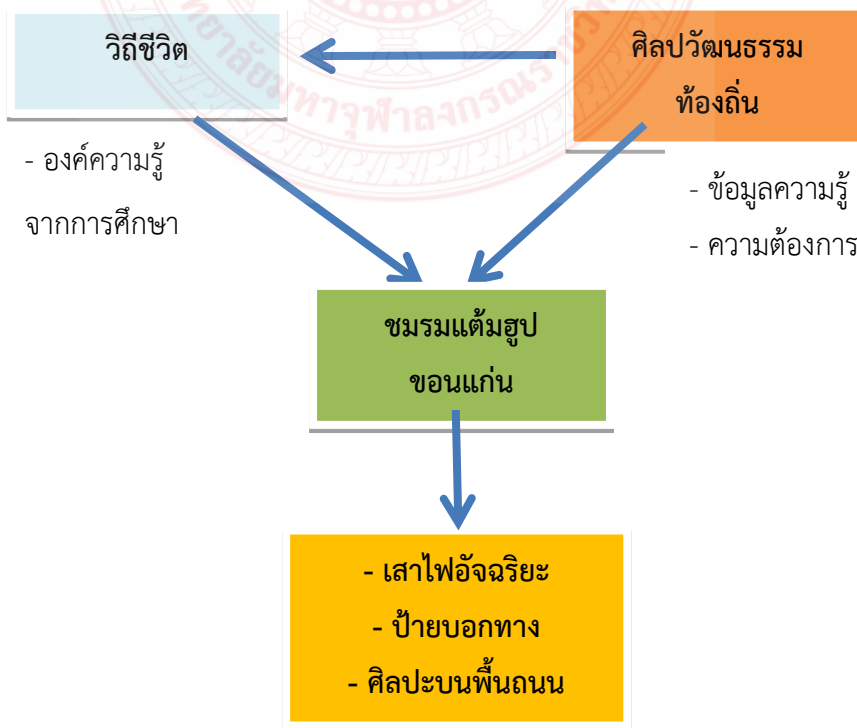 วิถีชีวิต
ศิลปวัฒนธรรม
ท้องถิ่น
- องค์ความรู้
จากการศึกษา
- ข้อมูลความรู้
- ความต้องการ
ชมรมแต้มฮูป
ขอนแก่น
- เสาไฟอัจฉริยะ
- ป้ายบอกทาง
- ศิลปะบนพื้นถนน